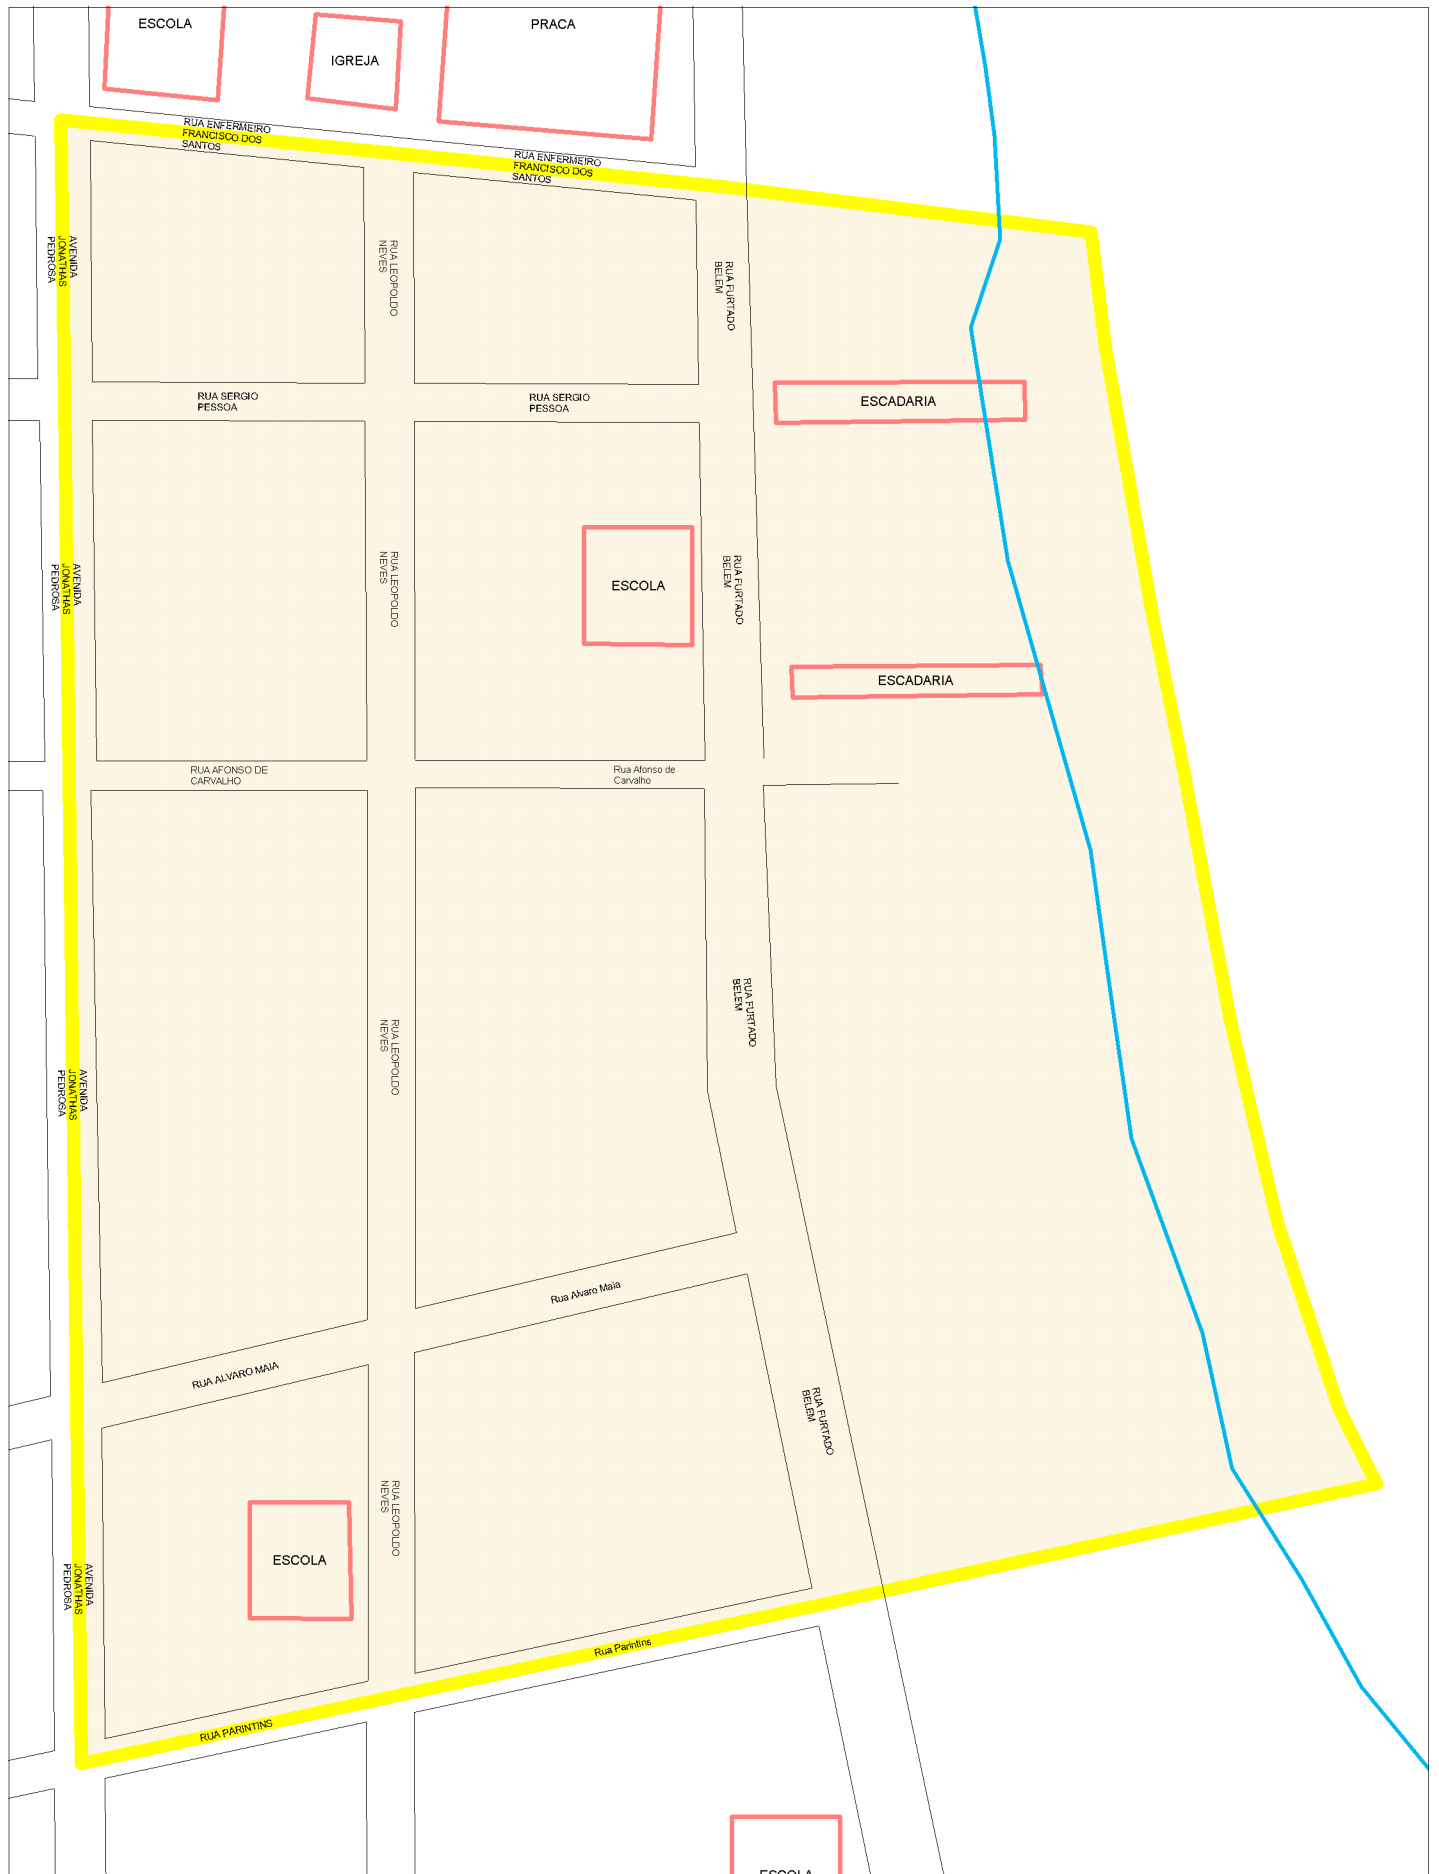 ESCOLA
IGREJA
PRACA
RUA ENFERMEIRO
FRANCISCO DOS
SANTOS
RUA ENFERMEIRO
FRANCISCO DOS
SANTOS
AVENIDA
JONATHAS
PEDROSA
RUA LEOPOLDO
NEVES
RUA FURTADO
BELEM
RUA SERGIO
PESSOA
RUA SERGIO
PESSOA
ESCADARIA
AVENIDA
JONATHAS
PEDROSA
RUA LEOPOLDO
NEVES
ESCOLA
RUA FURTADO
BELEM
ESCADARIA
RUA AFONSO DE
CARVALHO
Rua Afonso de
Carvalho
AVENIDA
JONATHAS
PEDROSA
RUA LEOPOLDO
NEVES
RUA FURTADO
BELEM
Rua Alvaro Maia
RUA ALVARO MAIA
RUA FURTADO
BELEM
AVENIDA
JONATHAS
PEDROSA
ESCOLA
RUA LEOPOLDO
NEVES
Rua Parintins
RUA PARINTINS
ESCOLA